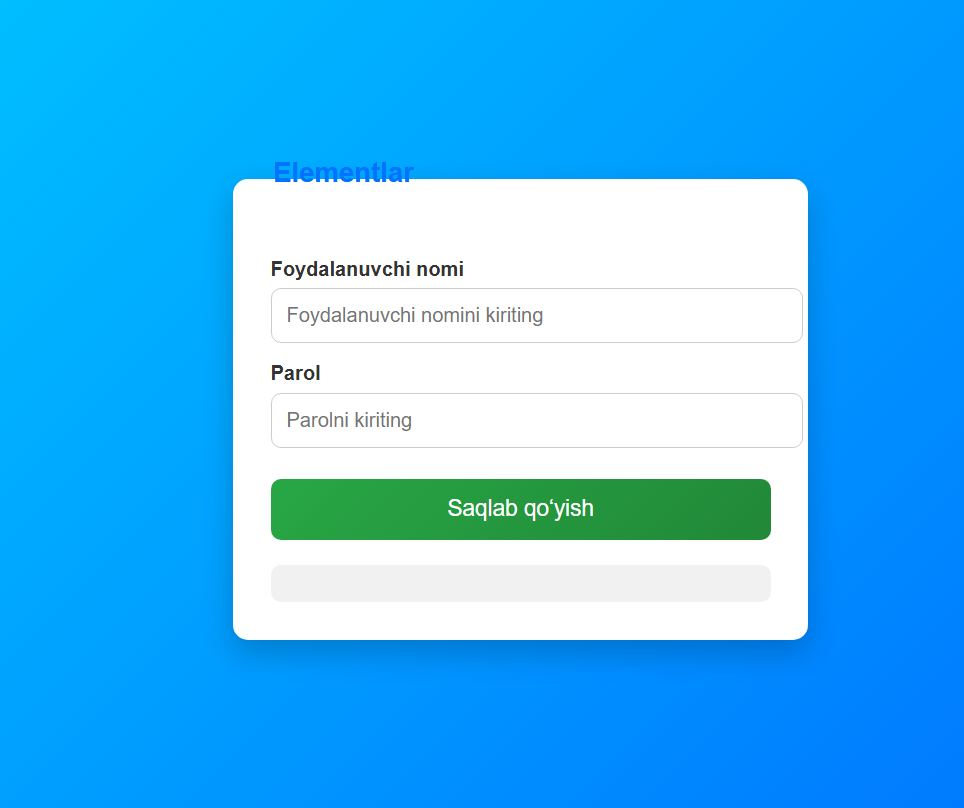 Elementlar
Foydalanuvchi nomi
Foydalanuvchi nomini kiriting
Parol
Parolni kiriting
Saqlab qo‘yish